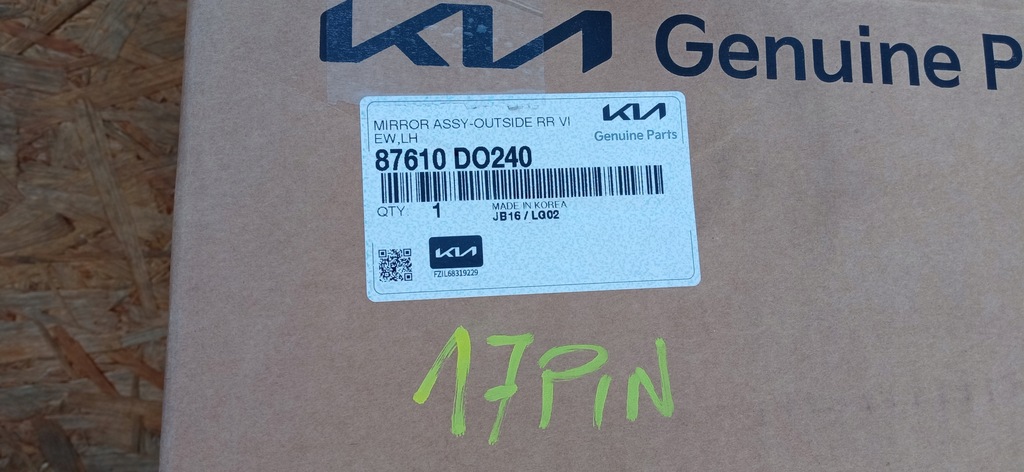 KIA Genuine P
KIA
Genuine Parts
MIRROR ASSY-OUTSIDE RR VI
EW,LH
87610 DO240
QTY: 1
MADE IN KOREA
JB16 / LG02
KIA
FZIL68319229
17PIN